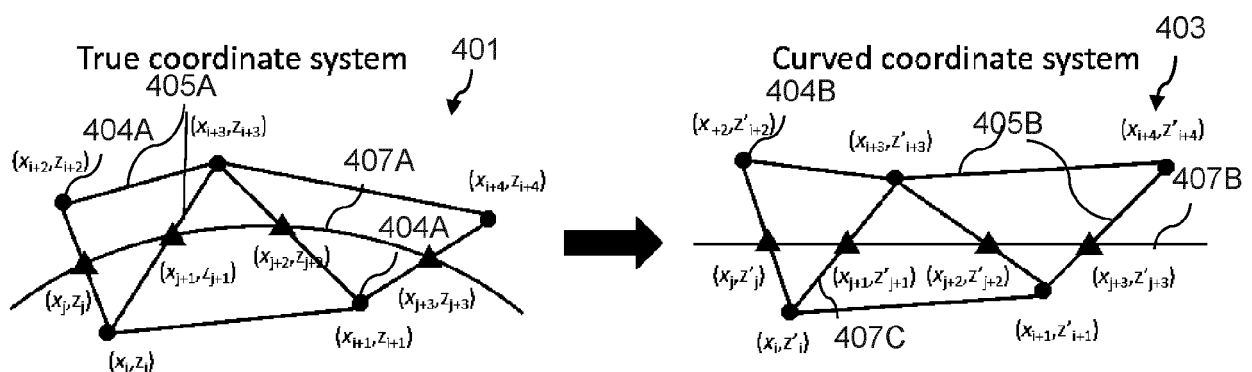 True coordinate system
401
405A
(xᵢ₊₃,zᵢ₊₃)
404A
(xᵢ₊₂,zᵢ₊₂)
407A
(xᵢ₊₄,zᵢ₊₄)
404A
(xⱼ₊₁,zⱼ₊₁)
(xⱼ₊₂,zⱼ₊₂)
(xⱼ,zⱼ)
(xⱼ₊₃,zⱼ₊₃)
(xᵢ₊₁,zᵢ₊₁)
(xᵢ,zᵢ)
Curved coordinate system
403
404B
(x₊₂,z'ᵢ₊₂)
(xᵢ₊₃,z'ᵢ₊₃)
405B
(xᵢ₊₄,z'ᵢ₊₄)
407B
(xⱼ,z'ⱼ)
(xⱼ₊₁,z'ⱼ₊₁)
(xⱼ₊₂,z'ⱼ₊₂)
(xⱼ₊₃,z'ⱼ₊₃)
(xᵢ,z'ᵢ)
407C
(xᵢ₊₁,z'ᵢ₊₁)